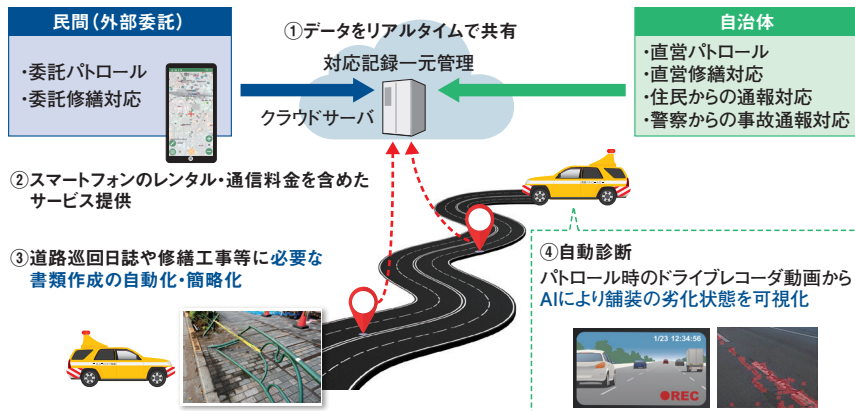 民間（外部委託）
・委託パトロール
・委託修繕対応
①データをリアルタイムで共有
対応記録一元管理
クラウドサーバ
自治体
・直営パトロール
・直営修繕対応
・住民からの通報対応
・警察からの事故通報対応
②スマートフォンのレンタル・通信料金を含めた
サービス提供
③道路巡回日誌や修繕工事等に必要な
書類作成の自動化・簡略化
④自動診断
パトロール時のドライブレコーダ動画から
AIにより舗装の劣化状態を可視化
1/23 12:34:56
●REC